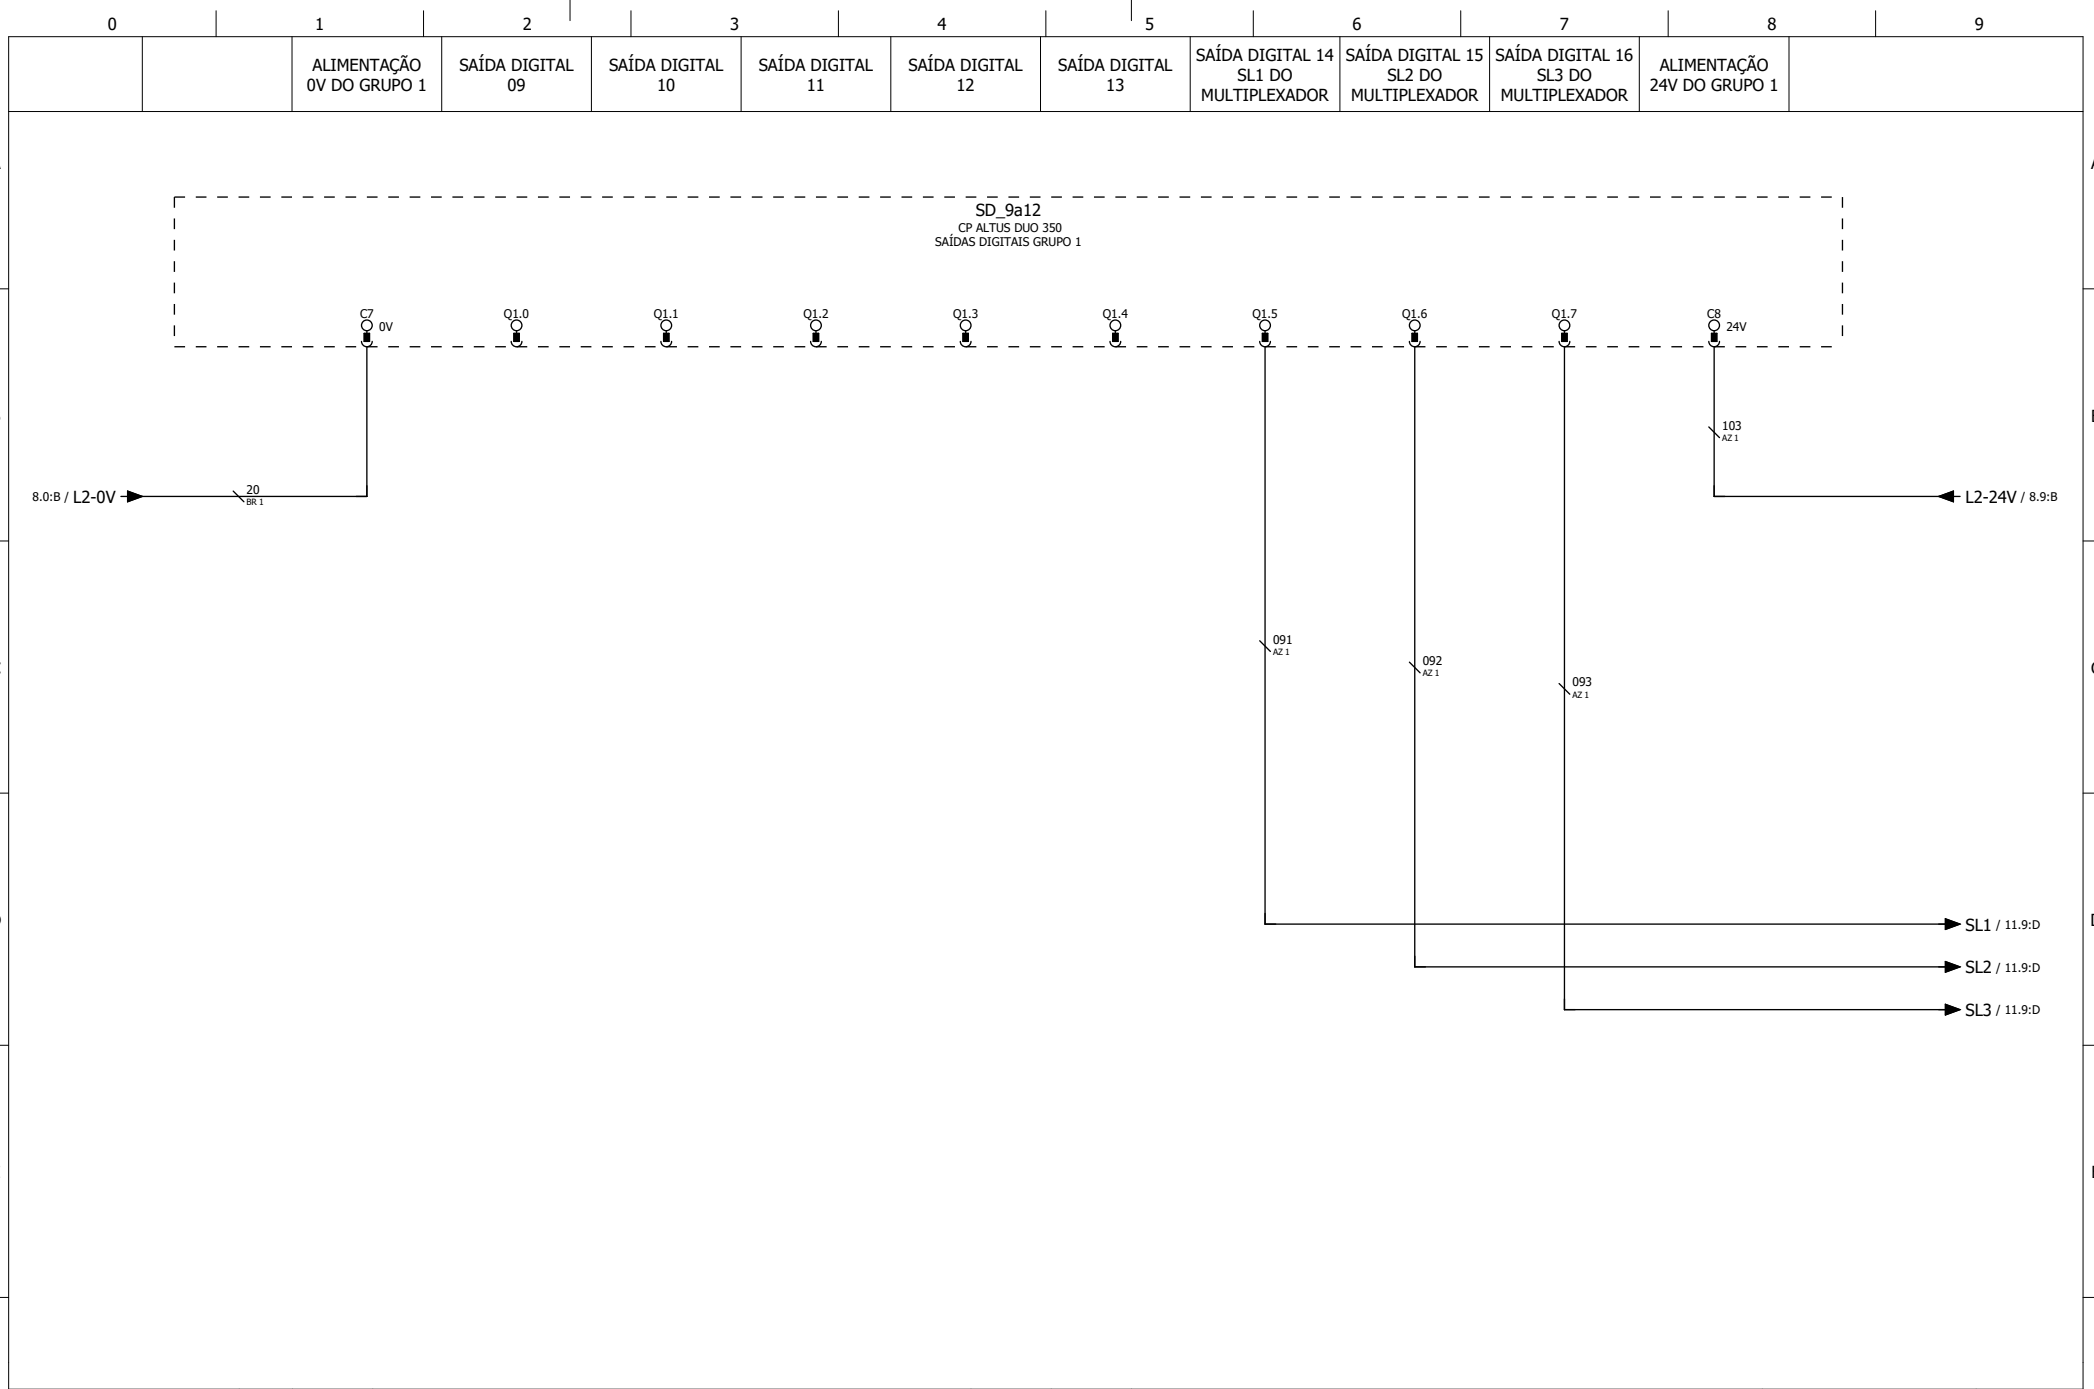 0 1 2 3 4 5 6 7 8 9
ALIMENTAÇÃO
0V DO GRUPO 1
SAÍDA DIGITAL
09
SAÍDA DIGITAL
10
SAÍDA DIGITAL
11
SAÍDA DIGITAL
12
SAÍDA DIGITAL
13
SAÍDA DIGITAL 14
SL1 DO
MULTIPLEXADOR
SAÍDA DIGITAL 15
SL2 DO
MULTIPLEXADOR
SAÍDA DIGITAL 16
SL3 DO
MULTIPLEXADOR
ALIMENTAÇÃO
24V DO GRUPO 1
SD_9a12
CP ALTUS DUO 350
SAÍDAS DIGITAIS GRUPO 1
C7 Q1.0 Q1.1 Q1.2 Q1.3 Q1.4 Q1.5 Q1.6 Q1.7 C8
0V 24V
103
AZ 1
8.0:B / L2-0V
20
BR 1
L2-24V / 8.9:B
091
AZ 1
092
AZ 1
093
AZ 1
SL1 / 11.9:D
SL2 / 11.9:D
SL3 / 11.9:D